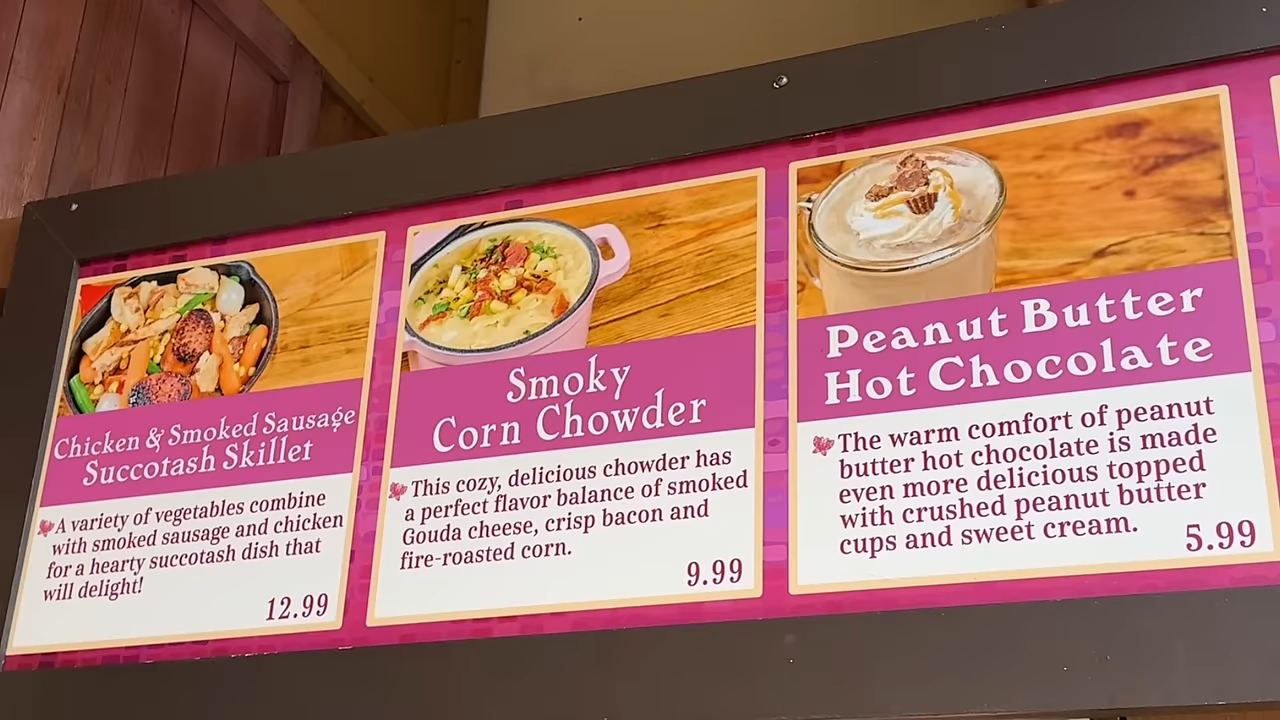 Chicken & Smoked Sausage
Succotash Skillet
A variety of vegetables combine
with smoked sausage and chicken
for a hearty succotash dish that
will delight!
12.99
Smoky
Corn Chowder
This cozy, delicious chowder has
a perfect flavor balance of smoked
Gouda cheese, crisp bacon and
fire-roasted corn.
9.99
Peanut Butter
Hot Chocolate
The warm comfort of peanut
butter hot chocolate is made
even more delicious topped
with crushed peanut butter
cups and sweet cream.
5.99